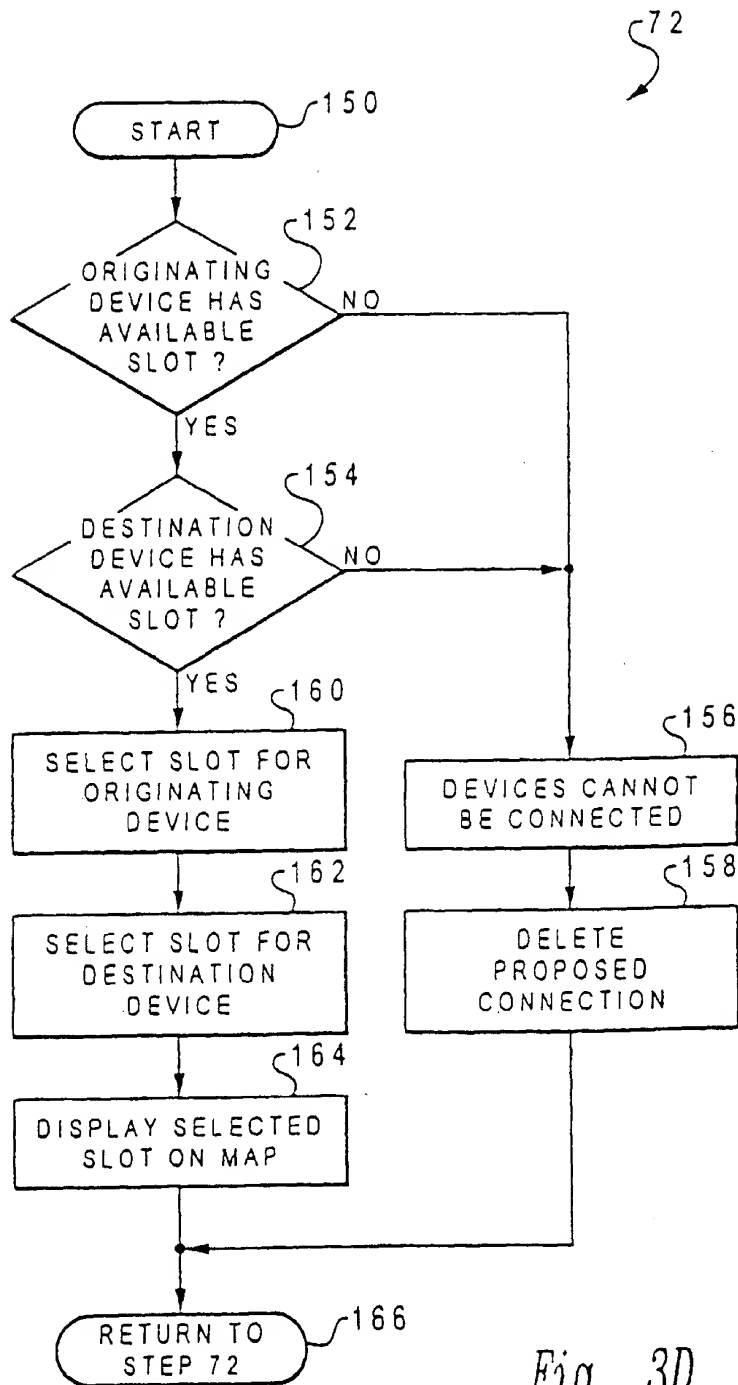 72
150
START
152
ORIGINATING
DEVICE HAS
AVAILABLE
SLOT ?
NO
YES
154
DESTINATION
DEVICE HAS
AVAILABLE
SLOT ?
NO
YES
160
SELECT SLOT FOR
ORIGINATING
DEVICE
156
DEVICES CANNOT
BE CONNECTED
162
SELECT SLOT FOR
DESTINATION
DEVICE
158
DELETE
PROPOSED
CONNECTION
164
DISPLAY SELECTED
SLOT ON MAP
RETURN TO
STEP 72
166
Fig. 3D